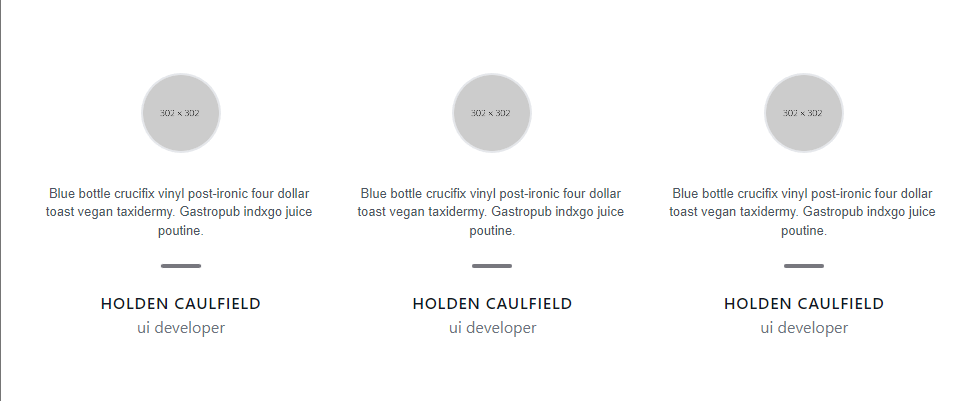 302 x 302
302 x 302
302 x 302
Blue bottle crucifix vinyl post-ironic four dollar
toast vegan taxidermy. Gastropub indxgo juice
poutine.
HOLDEN CAULFIELD
ui developer
Blue bottle crucifix vinyl post-ironic four dollar
toast vegan taxidermy. Gastropub indxgo juice
poutine.
HOLDEN CAULFIELD
ui developer
Blue bottle crucifix vinyl post-ironic four dollar
toast vegan taxidermy. Gastropub indxgo juice
poutine.
HOLDEN CAULFIELD
ui developer